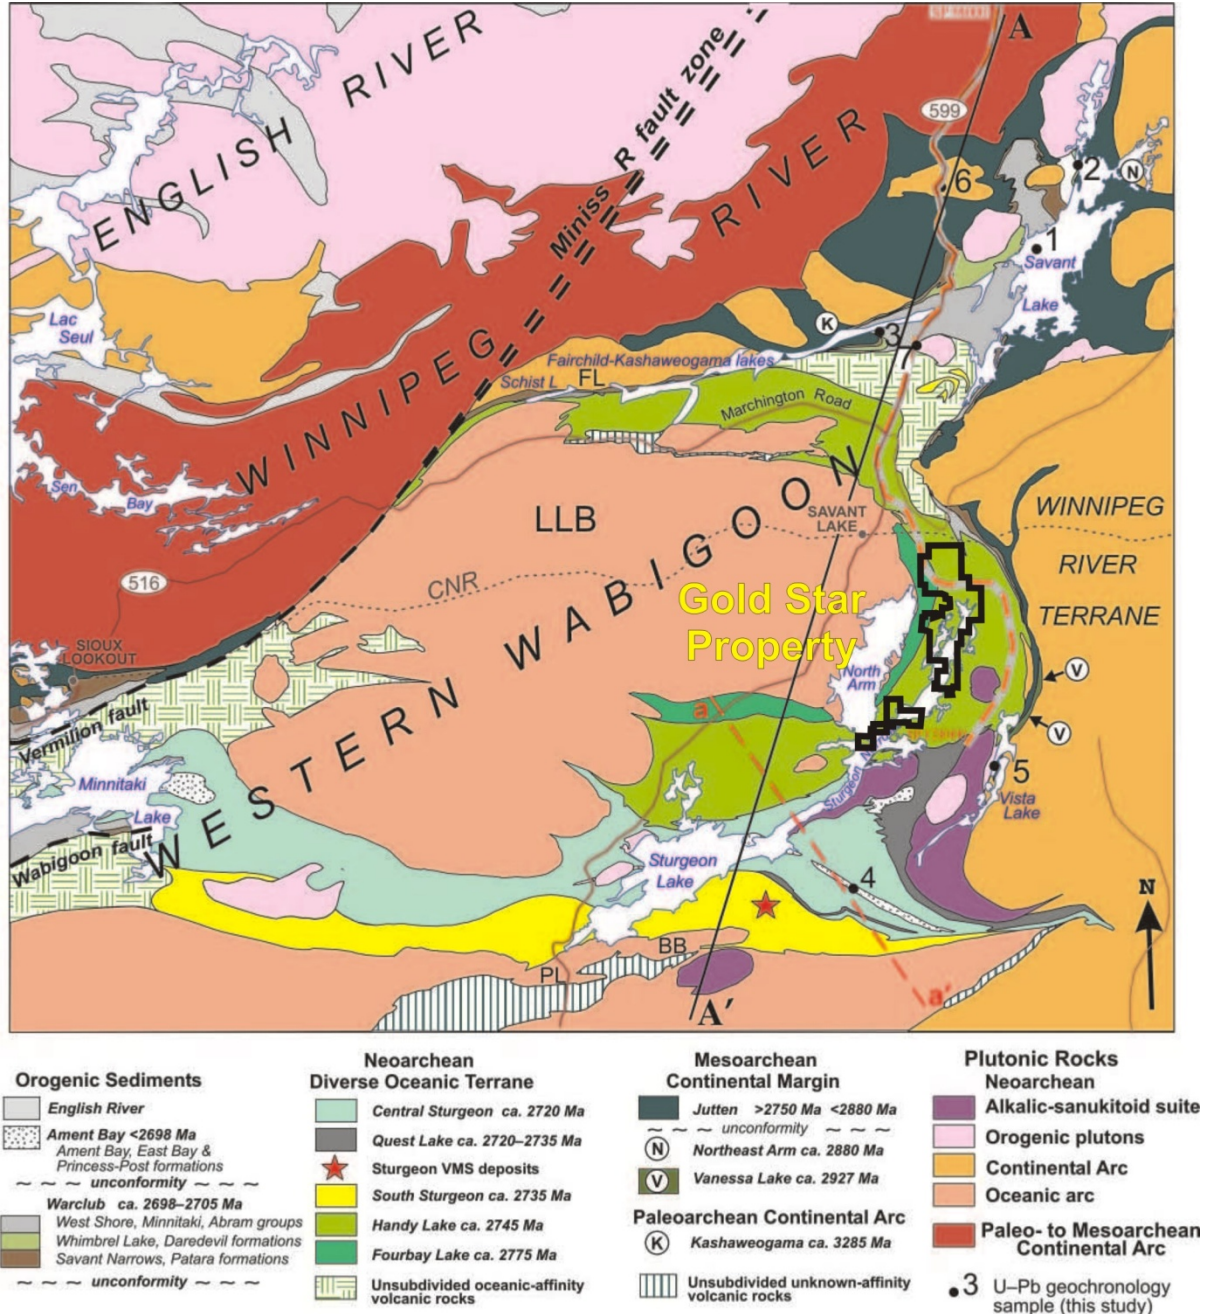 ENGLISH RIVER
WINNIPEG RIVER
WESTERN WABIGOON
Miniss R fault zone
A
599
6
2
N
1
Savant
Lake
K
3
Lac
Seul
Fairchild-Kashaweogama lakes
Schist L
FL
Marchington Road
Sen
Bay
LLB
SAVANT
LAKE
WINNIPEG
RIVER
TERRANE
516
CNR
Gold Star
Property
SIOUX
LOOKOUT
North
Arm
V
V
a
Vermilion fault
Minnitaki
Lake
Wabigoon fault
Sturgeon
5
Vista
Lake
Sturgeon
Lake
4
N
BB
PL
A′
a′
Orogenic Sediments
English River
Ament Bay <2698 Ma
Ament Bay, East Bay &
Princess-Post formations
~ ~ ~ unconformity ~ ~ ~
Warclub ca. 2698–2705 Ma
West Shore, Minnitaki, Abram groups
Whimbrel Lake, Daredevil formations
Savant Narrows, Patara formations
~ ~ ~ unconformity ~ ~ ~
Neoarchean
Diverse Oceanic Terrane
Central Sturgeon ca. 2720 Ma
Quest Lake ca. 2720–2735 Ma
Sturgeon VMS deposits
South Sturgeon ca. 2735 Ma
Handy Lake ca. 2745 Ma
Fourbay Lake ca. 2775 Ma
Unsubdivided oceanic-affinity
volcanic rocks
Mesoarchean
Continental Margin
Jutten >2750 Ma <2880 Ma
~ ~ ~ unconformity ~ ~ ~
N Northeast Arm ca. 2880 Ma
V Vanessa Lake ca. 2927 Ma
Paleoarchean Continental Arc
K Kashaweogama ca. 3285 Ma
Unsubdivided unknown-affinity
volcanic rocks
Plutonic Rocks
Neoarchean
Alkalic-sanukitoid suite
Orogenic plutons
Continental Arc
Oceanic arc
Paleo- to Mesoarchean
Continental Arc
3 U–Pb geochronology
sample (this study)